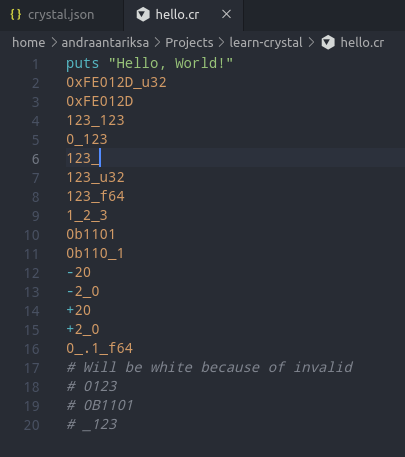 {} crystal.json hello.cr ×
home > andraantariksa > Projects > learn-crystal > hello.cr
1 puts "Hello, World!"
2 0xFE012D_u32
3 0xFE012D
4 123_123
5 0_123
6 123_
7 123_u32
8 123_f64
9 1_2_3
10 0b1101
11 0b110_1
12 -20
13 -2_0
14 +20
15 +2_0
16 0_.1_f64
17 # Will be white because of invalid
18 # 0123
19 # 0B1101
20 # _123